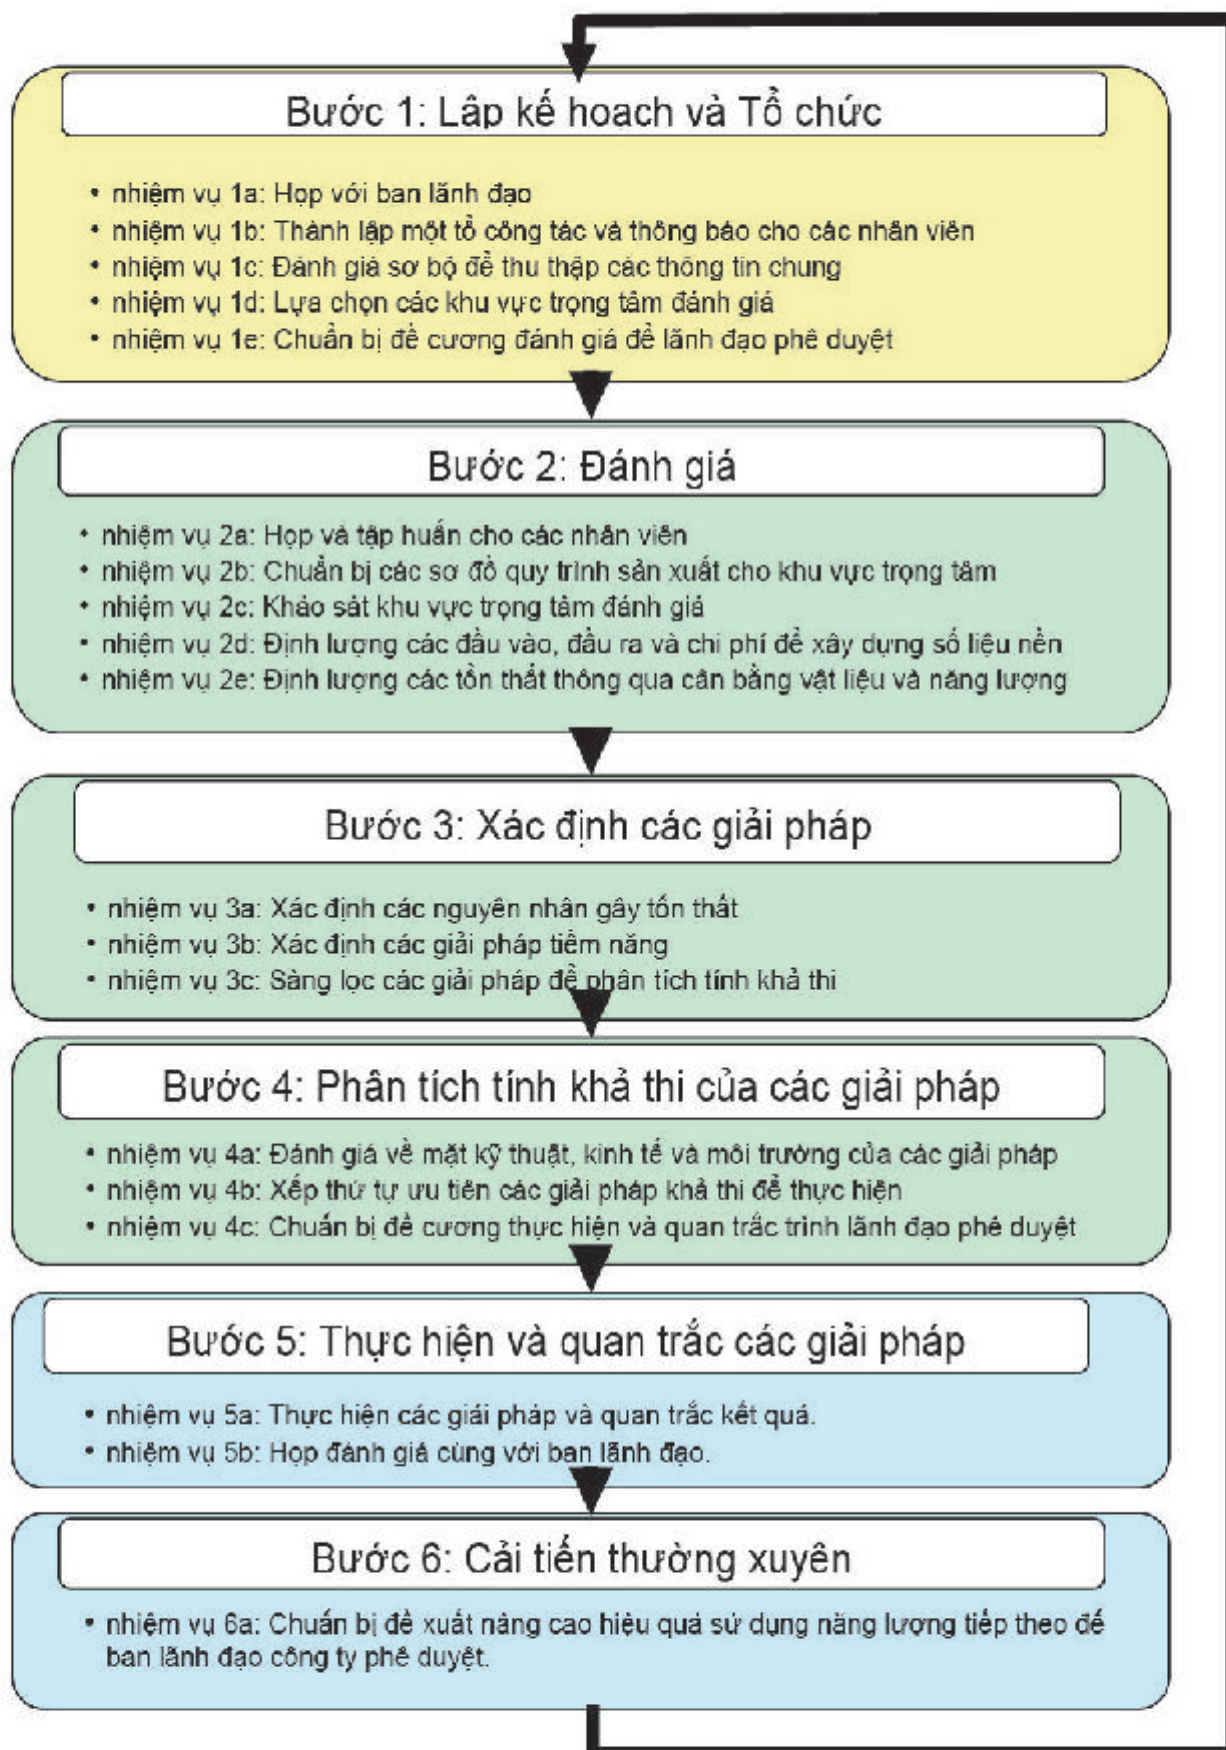 Bước 1: Lập kế hoạch và Tổ chức
• nhiệm vụ 1a: Họp với ban lãnh đạo
• nhiệm vụ 1b: Thành lập một tổ công tác và thông báo cho các nhân viên
• nhiệm vụ 1c: Đánh giá sơ bộ để thu thập các thông tin chung
• nhiệm vụ 1d: Lựa chọn các khu vực trọng tâm đánh giá
• nhiệm vụ 1e: Chuẩn bị đề cương đánh giá để lãnh đạo phê duyệt
Bước 2: Đánh giá
• nhiệm vụ 2a: Họp và tập huấn cho các nhân viên
• nhiệm vụ 2b: Chuẩn bị các sơ đồ quy trình sản xuất cho khu vực trọng tâm
• nhiệm vụ 2c: Khảo sát khu vực trọng tâm đánh giá
• nhiệm vụ 2d: Định lượng các đầu vào, đầu ra và chi phí để xây dựng số liệu nền
• nhiệm vụ 2e: Định lượng các tổn thất thông qua cân bằng vật liệu và năng lượng
Bước 3: Xác định các giải pháp
• nhiệm vụ 3a: Xác định các nguyên nhân gây tổn thất
• nhiệm vụ 3b: Xác định các giải pháp tiềm năng
• nhiệm vụ 3c: Sàng lọc các giải pháp để phân tích tính khả thi
Bước 4: Phân tích tính khả thi của các giải pháp
• nhiệm vụ 4a: Đánh giá về mặt kỹ thuật, kinh tế và môi trường của các giải pháp
• nhiệm vụ 4b: Xếp thứ tự ưu tiên các giải pháp khả thi để thực hiện
• nhiệm vụ 4c: Chuẩn bị đề cương thực hiện và quan trắc trình lãnh đạo phê duyệt
Bước 5: Thực hiện và quan trắc các giải pháp
• nhiệm vụ 5a: Thực hiện các giải pháp và quan trắc kết quả.
• nhiệm vụ 5b: Họp đánh giá cùng với ban lãnh đạo.
Bước 6: Cải tiến thường xuyên
• nhiệm vụ 6a: Chuẩn bị đề xuất nâng cao hiệu quả sử dụng năng lượng tiếp theo để
ban lãnh đạo công ty phê duyệt.